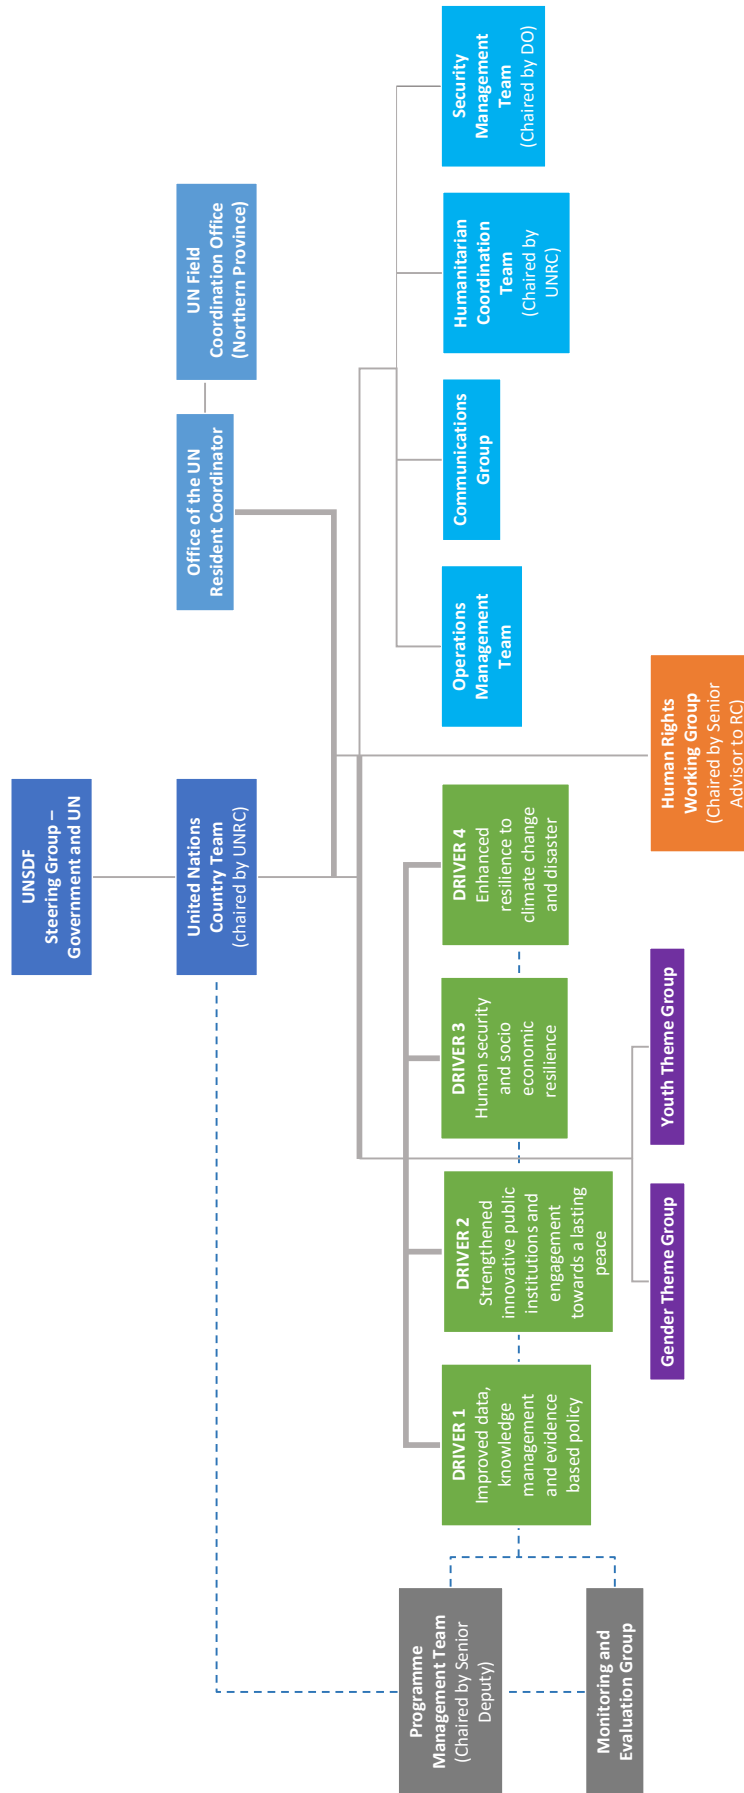 UNSDF
Steering Group –
Government and UN
United Nations
Country Team
(chaired by UNRC)
Office of the UN
Resident Coordinator
UN Field
Coordination Office
(Northern Province)
Programme
Management Team
(Chaired by Senior
Deputy)
Monitoring and
Evaluation Group
DRIVER 1
Improved data,
knowledge
management
and evidence
based policy
DRIVER 2
Strengthened
innovative public
institutions and
engagement
towards a lasting
peace
DRIVER 3
Human security
and socio
economic
resilience
DRIVER 4
Enhanced
resilience to
climate change
and disaster
Operations
Management
Team
Communications
Group
Humanitarian
Coordination
Team
(Chaired by
UNRC)
Security
Management
Team
(Chaired by DO)
Gender Theme Group
Youth Theme Group
Human Rights
Working Group
(Chaired by Senior
Advisor to RC)